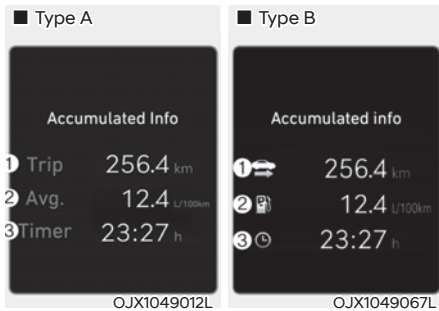 ■ Type A
Accumulated Info
1 Trip 256.4 km
2 Avg. 12.4 L/100km
3 Timer 23:27 h
OJX1049012L
■ Type B
Accumulated info
1 256.4 km
2 12.4 L/100km
3 23:27 h
OJX1049067L